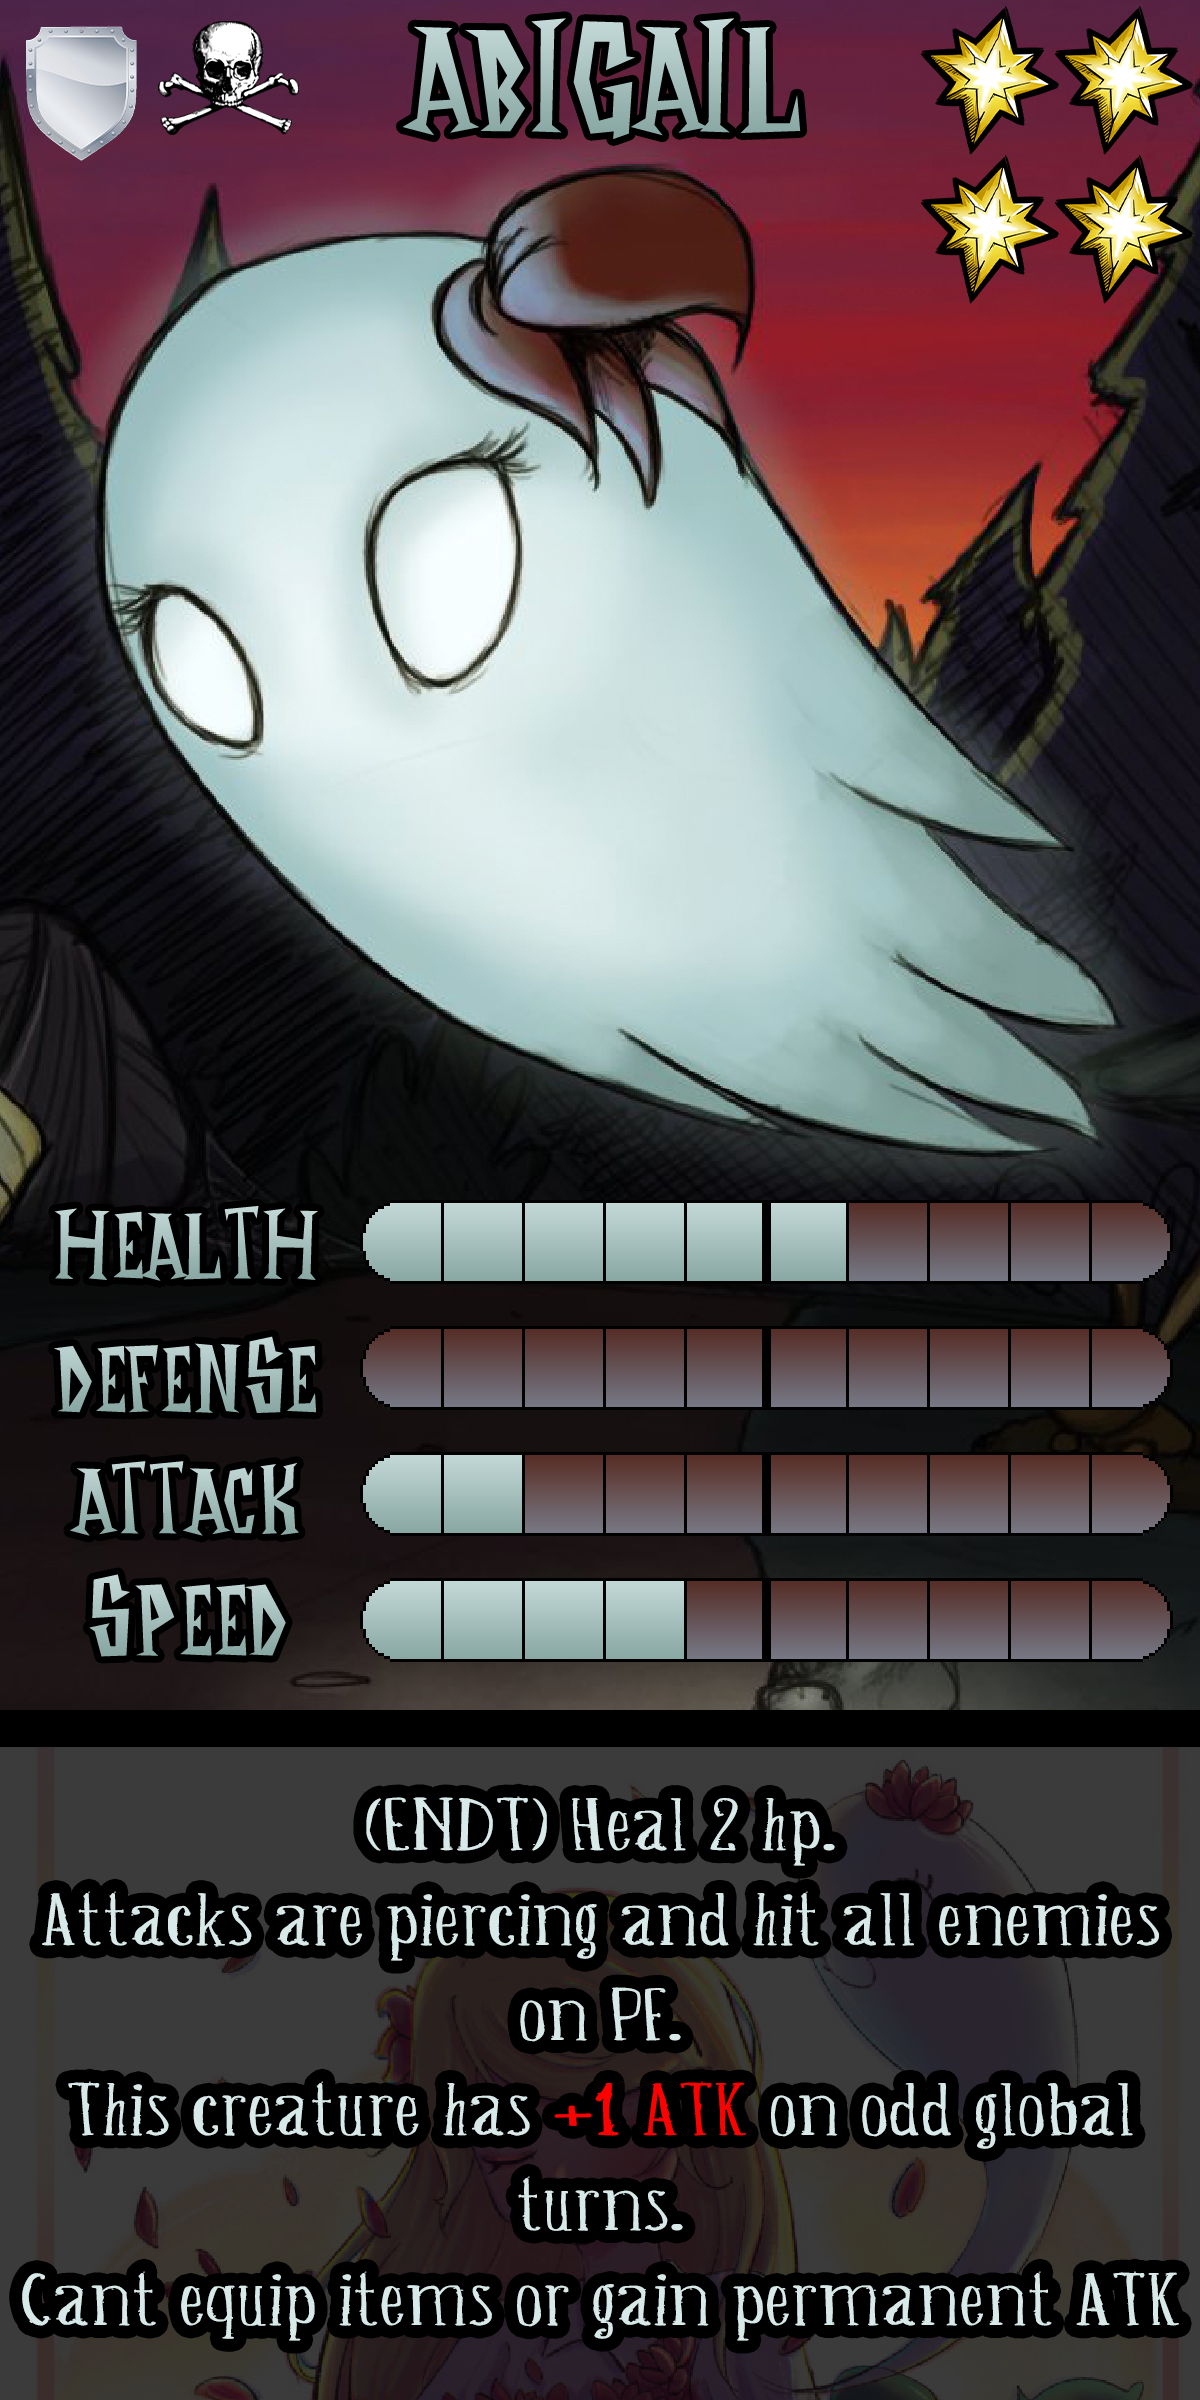 ABIGAIL
HEALTH
DEFENSE
ATTACK
SPEED
(ENDT) Heal 2 hp.
Attacks are piercing and hit all enemies
on PE.
This creature has +1 ATK on odd global
turns.
Cant equip items or gain permanent ATK